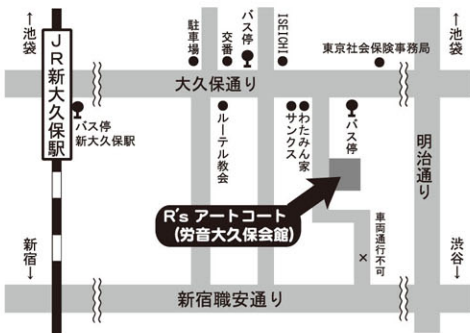 ←池袋
JR新大久保駅
新宿→
バス停
新大久保駅
駐車場
交番
バス停
ISEICHI
東京社会保険事務局
←池袋
大久保通り
ルーテル教会
サンクス
わたみん家
バス停
明治通り
R's アートコート
(労音大久保会館)
車両通行不可
×
渋谷→
新宿職安通り